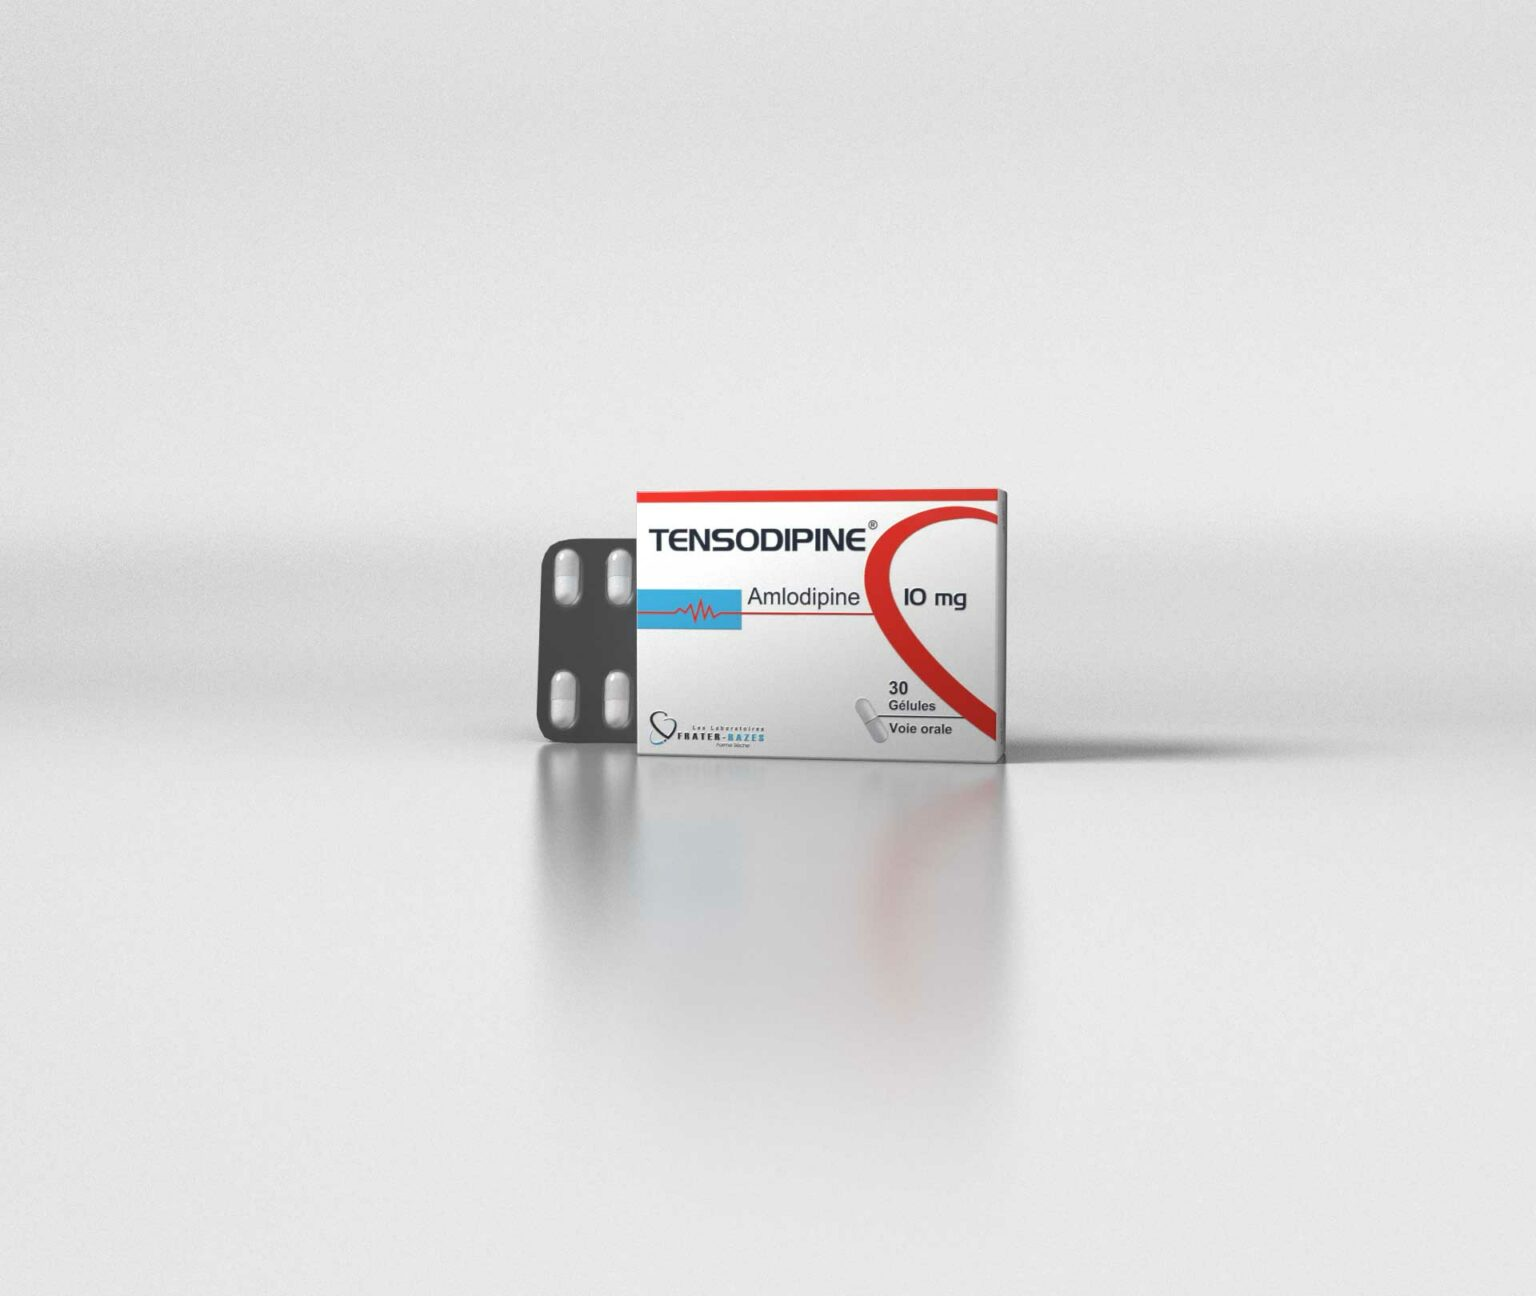 TENSODIPINE®
Amlodipine
10 mg
30
Gélules
Voie orale
Les Laboratoires
FRATER-RAZES